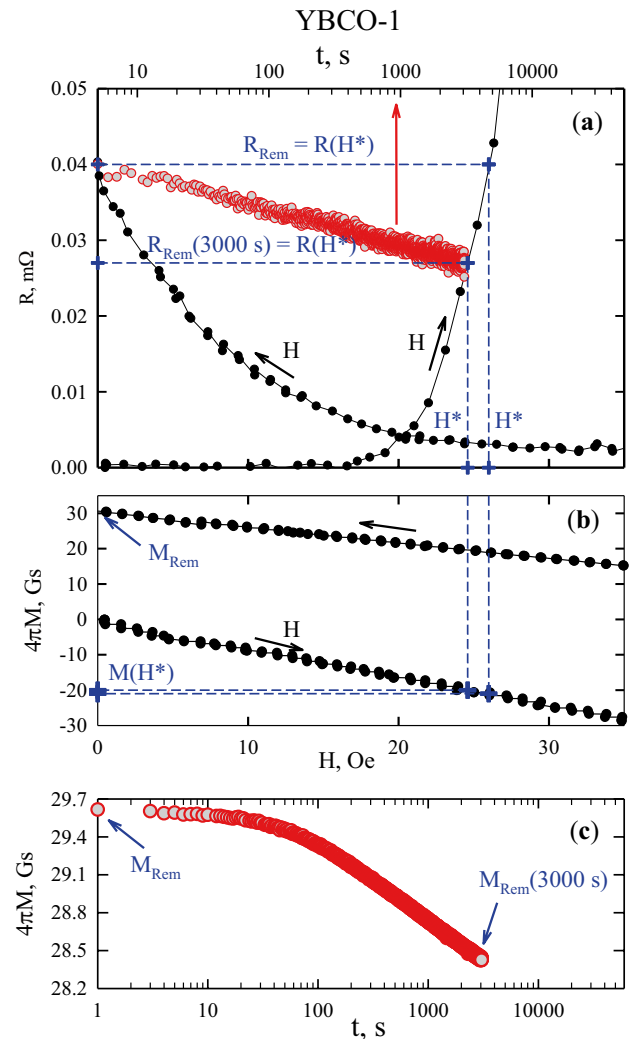 YBCO-1
t, s
10 100 1000 10000
0.05
(a)
R_Rem = R(H*)
0.04
0.03
R_Rem(3000 s) = R(H*)
R, mΩ
0.02
H
H
0.01
H* H*
0.00
30
(b)
20
M_Rem
10
4πM, Gs
0
H
-10
M(H*)
-20
-30
0 10 20 30
H, Oe
29.7
(c)
29.4
M_Rem
M_Rem(3000 s)
29.1
4πM, Gs
28.8
28.5
28.2
1 10 100 1000 10000
t, s